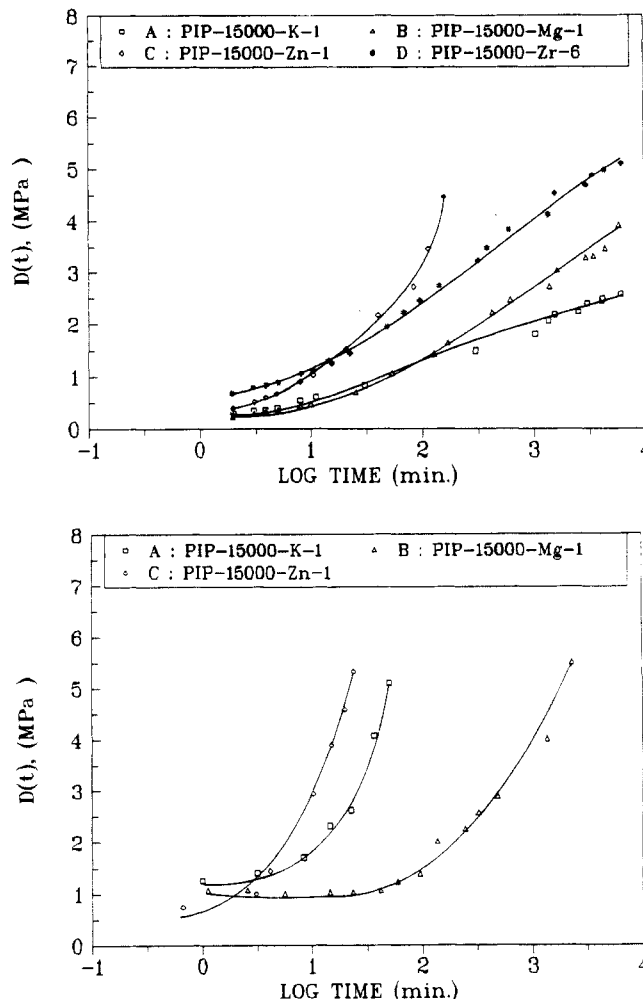 A : PIP-15000-K-1 B : PIP-15000-Mg-1
C : PIP-15000-Zn-1 D : PIP-15000-Zr-6
8
7
6
5
4
3
2
1
0
D(t), (MPa )
-1 0 1 2 3 4
LOG TIME (min.)
A : PIP-15000-K-1 B : PIP-15000-Mg-1
C : PIP-15000-Zn-1
8
7
6
5
4
3
2
1
0
D(t), (MPa )
-1 0 1 2 3 4
LOG TIME (min.)